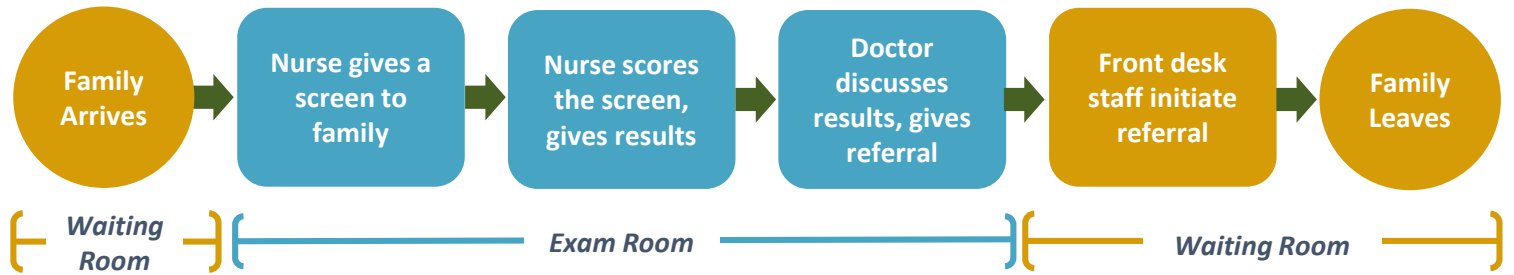 Family
Arrives
Nurse gives a
screen to
family
Nurse scores
the screen,
gives results
Doctor
discusses
results, gives
referral
Front desk
staff initiate
referral
Family
Leaves
Waiting
Room
Exam Room
Waiting Room